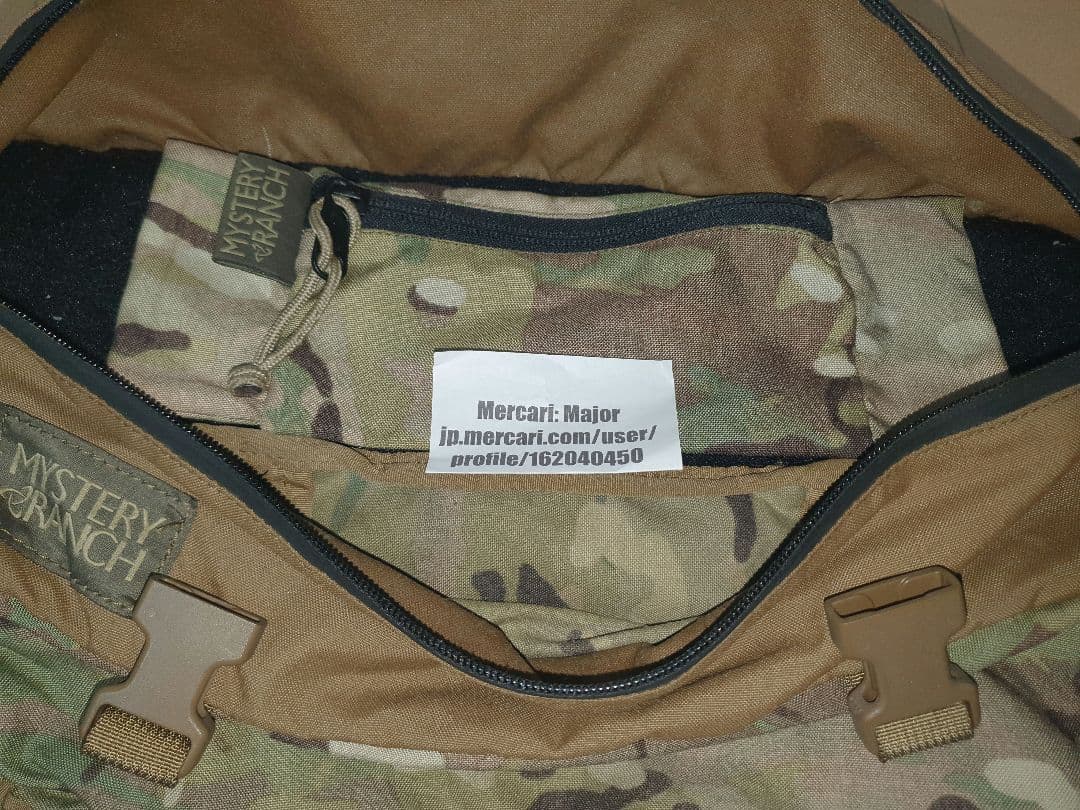 MYSTERY
RANCH
Mercari: Major
jp.mercari.com/user/
profile/162040450
MYSTERY
RANCH